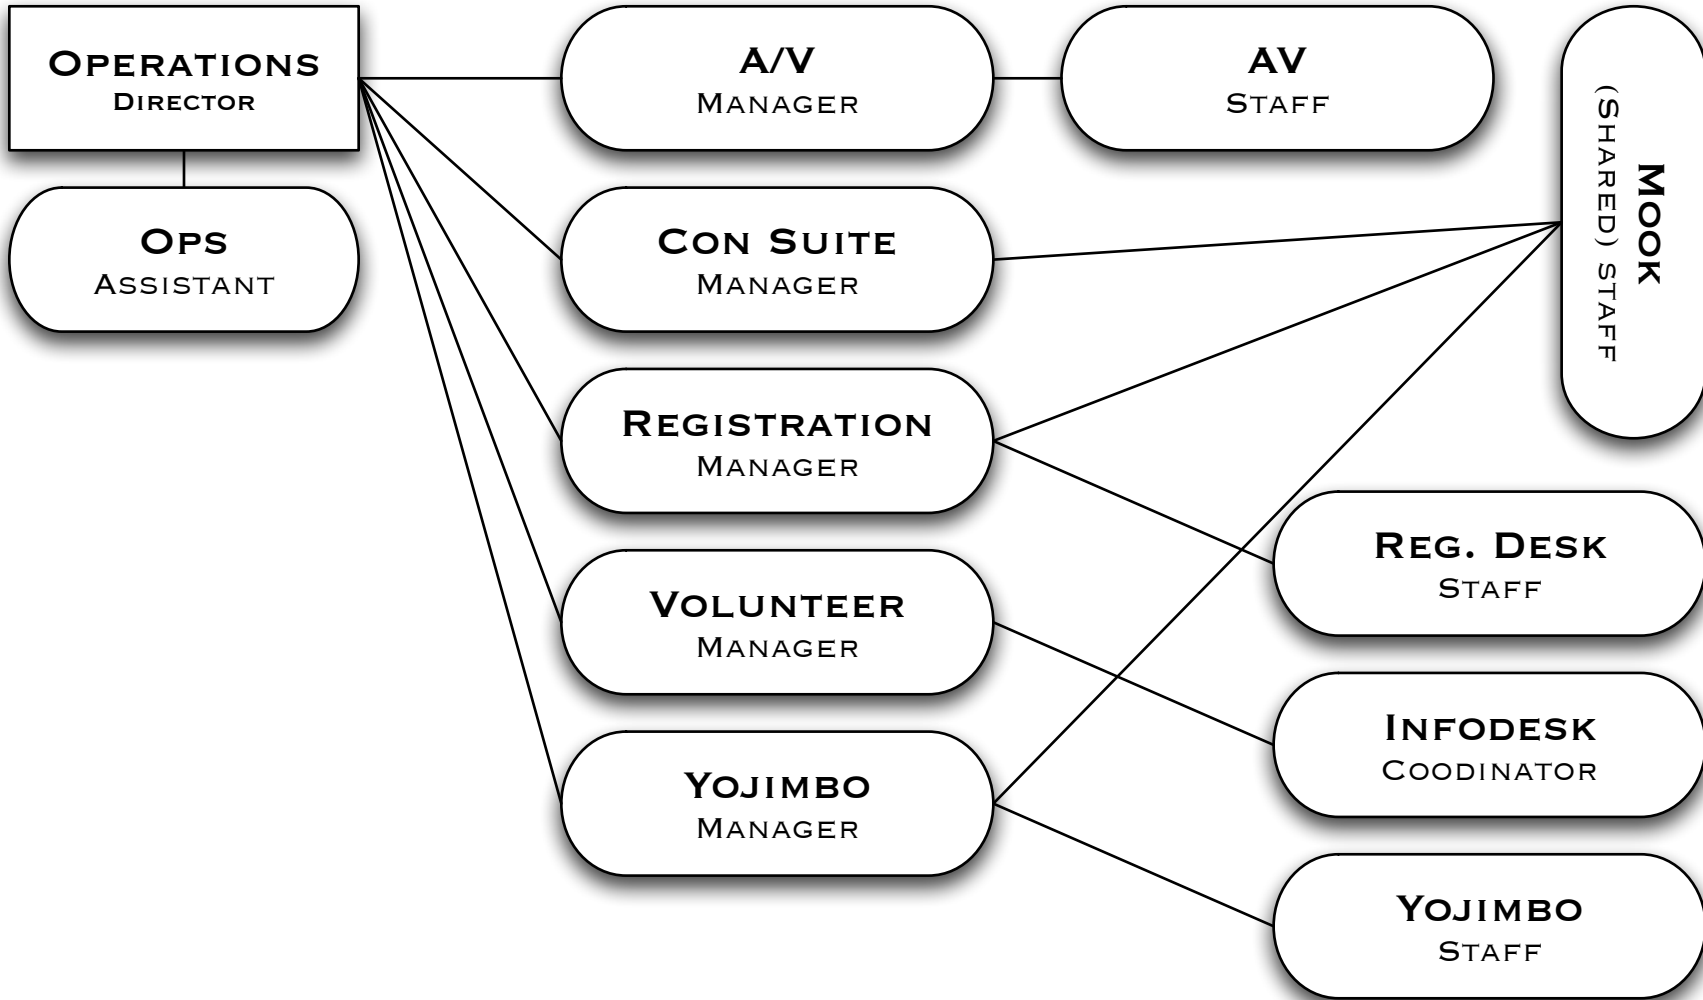 OPERATIONS
DIRECTOR
A/V
MANAGER
AV
STAFF
MOOK
(SHARED) STAFF
OPS
ASSISTANT
CON SUITE
MANAGER
REGISTRATION
MANAGER
REG. DESK
STAFF
VOLUNTEER
MANAGER
INFODESK
COODINATOR
YOJIMBO
MANAGER
YOJIMBO
STAFF